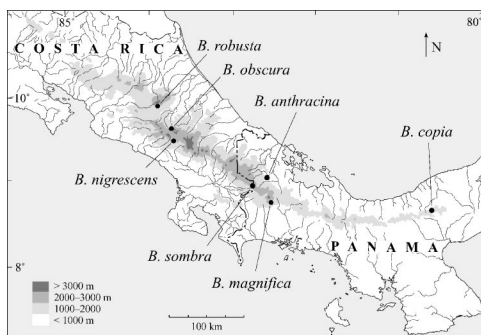 85°
80°
COSTA RICA
B. robusta
N
B. obscura
10°
B. anthracina
B. copia
B. nigrescens
B. sombra
PANAMA
8°
B. magnifica
> 3000 m
2000–3000 m
1000–2000
< 1000 m
100 km